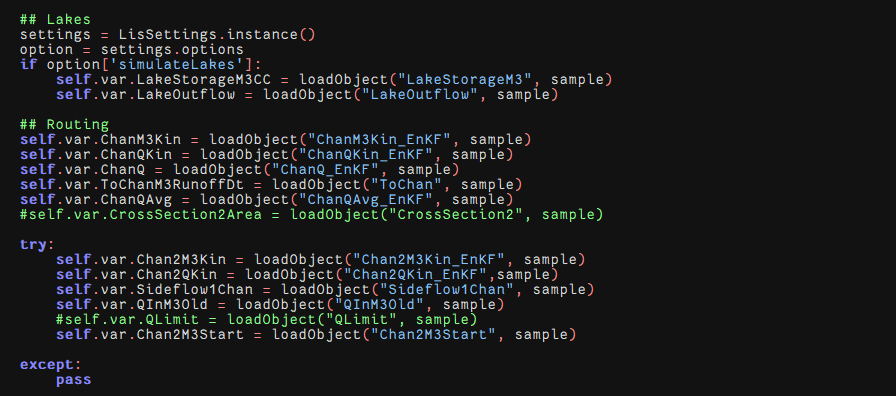 ## Lakes
settings = LisSettings.instance()
option = settings.options
if option['simulateLakes']:
    self.var.LakeStorageM3CC = loadObject("LakeStorageM3", sample)
    self.var.LakeOutflow = loadObject("LakeOutflow", sample)

## Routing
self.var.ChanM3Kin = loadObject("ChanM3Kin_EnKF", sample)
self.var.ChanQKin = loadObject("ChanQKin_EnKF", sample)
self.var.ChanQ = loadObject("ChanQ_EnKF", sample)
self.var.ToChanM3RunoffDt = loadObject("ToChan", sample)
self.var.ChanQAvg = loadObject("ChanQAvg_EnKF", sample)
#self.var.CrossSection2Area = loadObject("CrossSection2", sample)

try:
    self.var.Chan2M3Kin = loadObject("Chan2M3Kin_EnKF", sample)
    self.var.Chan2QKin = loadObject("Chan2QKin_EnKF",sample)
    self.var.Sideflow1Chan = loadObject("Sideflow1Chan", sample)
    self.var.QInM3Old = loadObject("QInM3Old", sample)
    #self.var.QLimit = loadObject("QLimit", sample)
    self.var.Chan2M3Start = loadObject("Chan2M3Start", sample)

except:
    pass